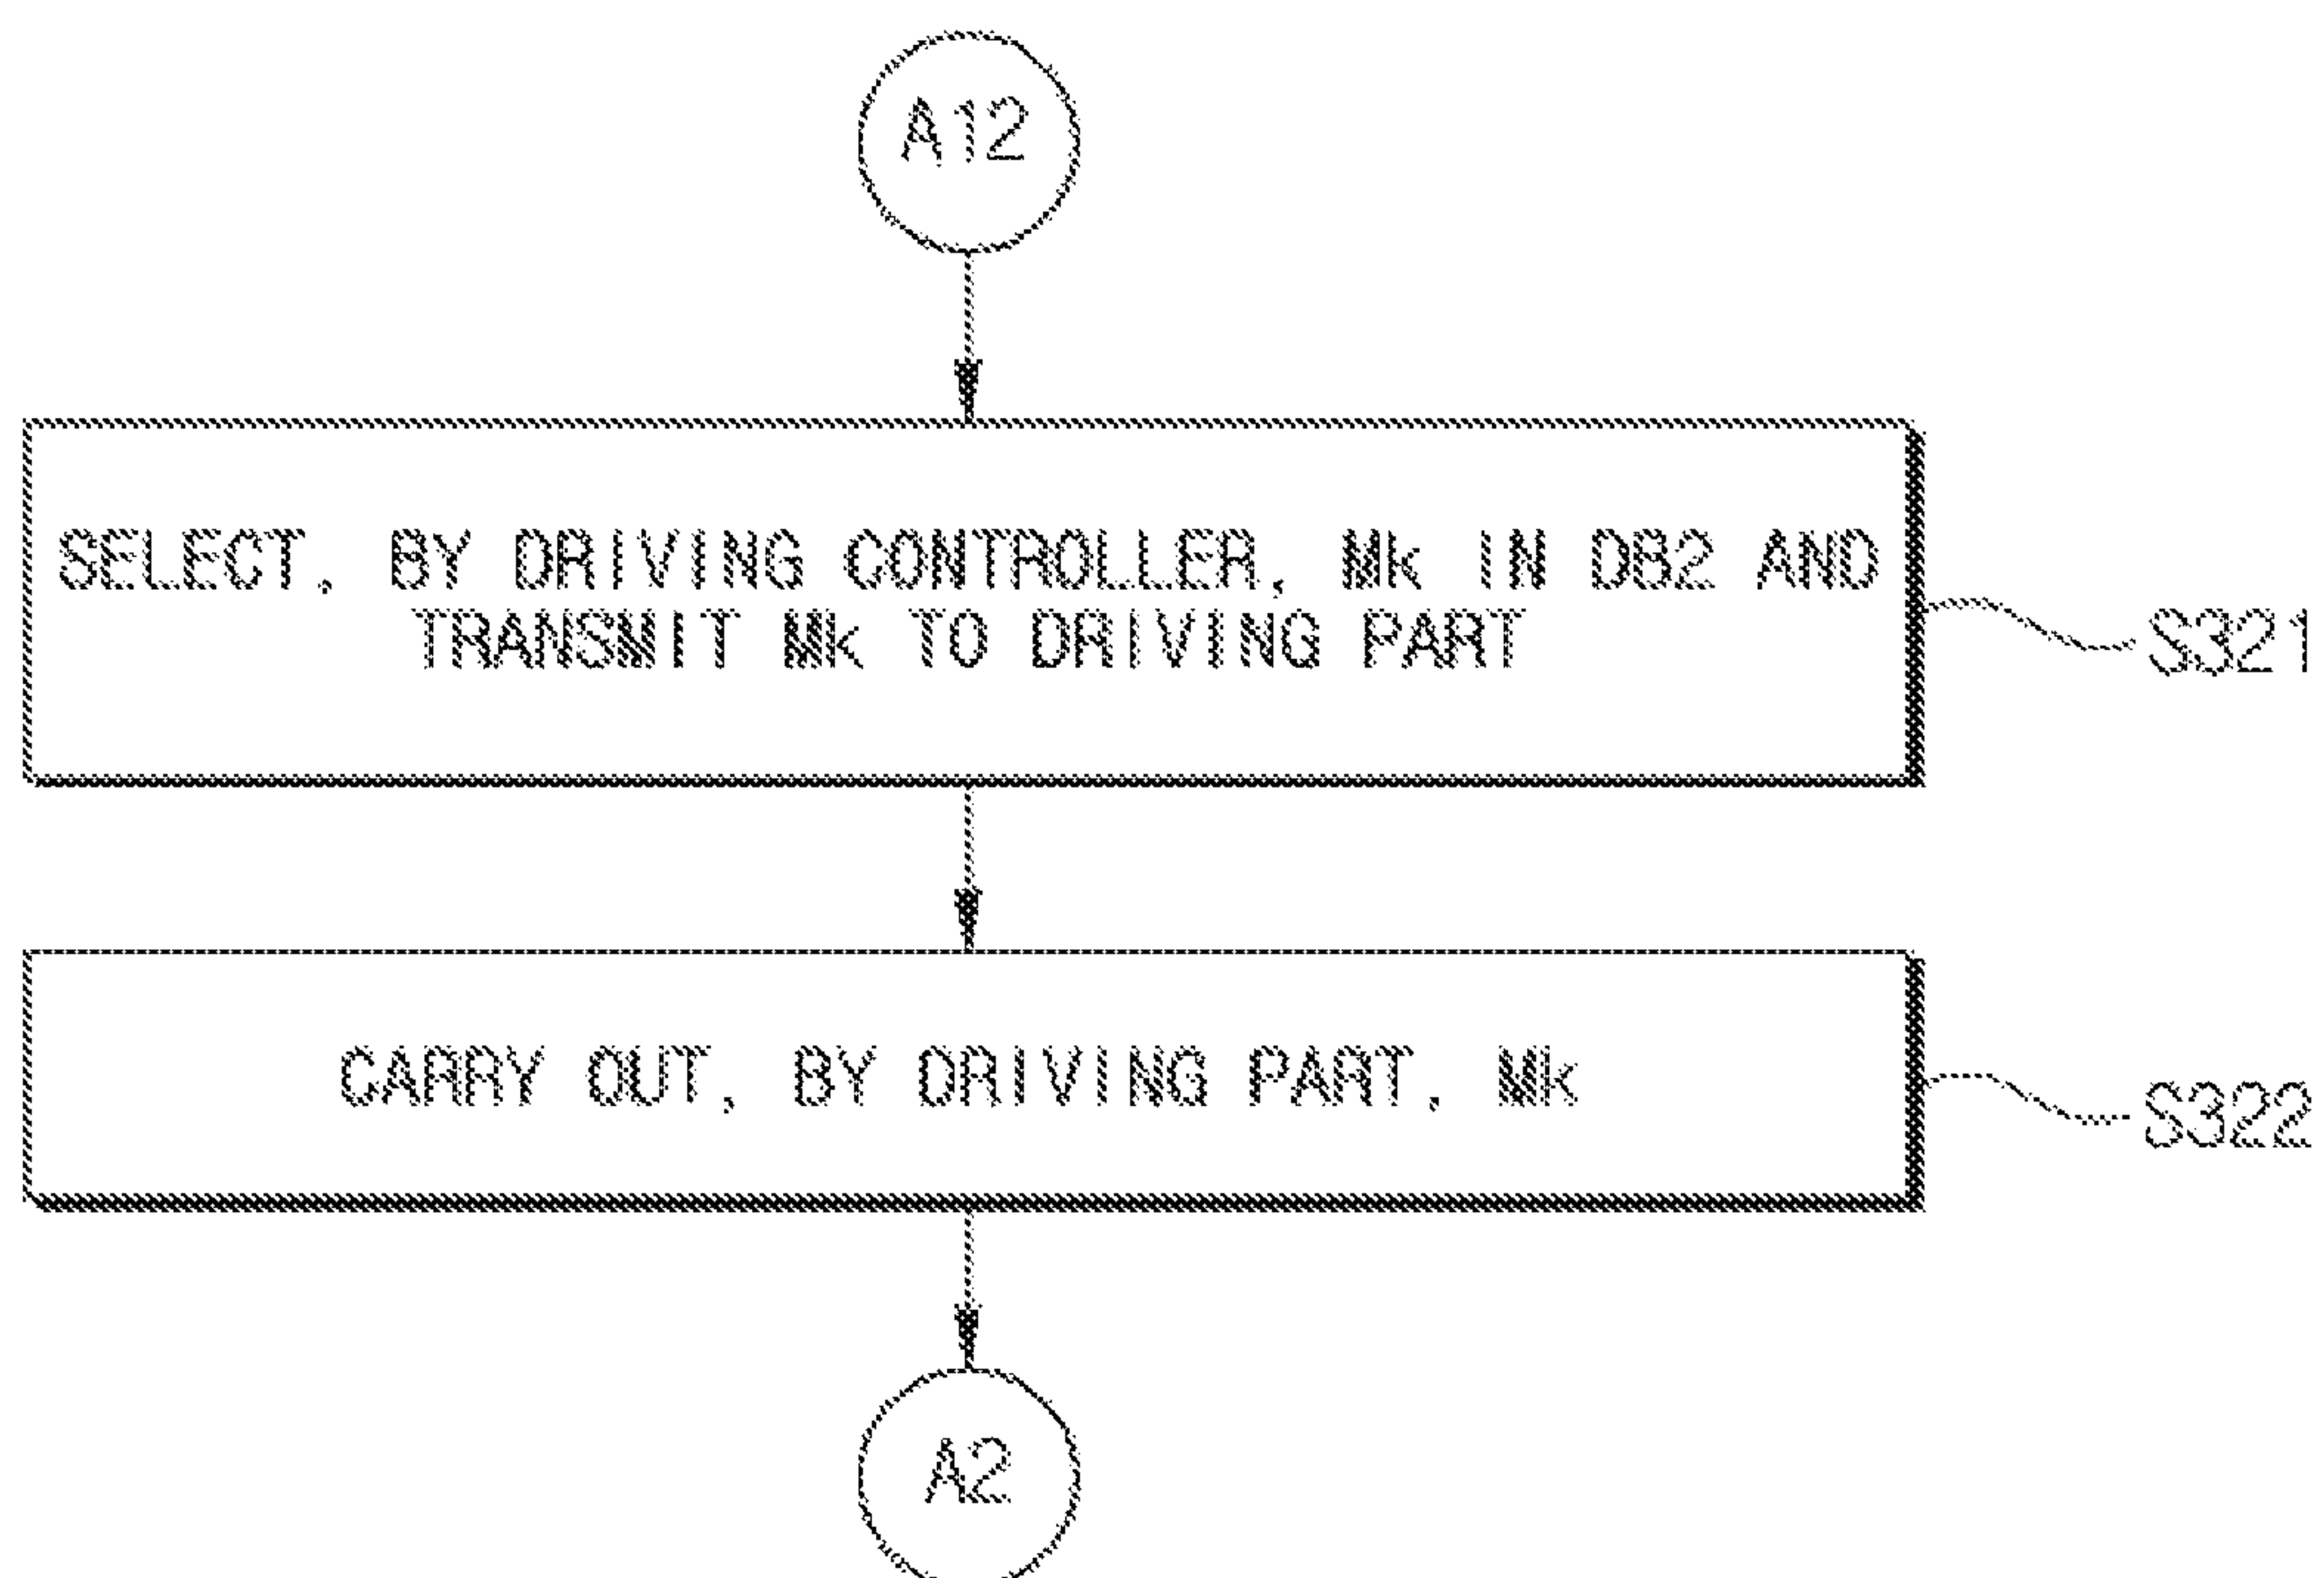 A12
SELECT, BY DRIVING CONTROLLER, Mk IN DB2 AND
TRANSMIT Mk TO DRIVING PART
S321
CARRY OUT, BY DRIVING PART, Mk
S322
A2